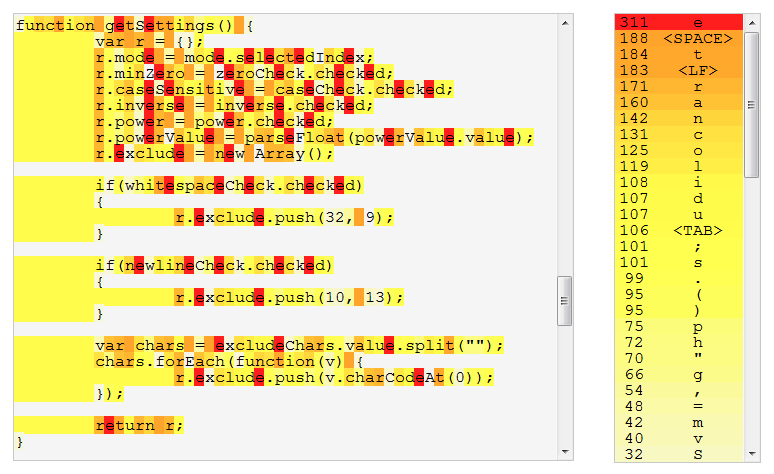 function getSettings() {
var r = {};
r.mode = mode.selectedIndex;
r.minZero = zeroCheck.checked;
r.caseSensitive = caseCheck.checked;
r.inverse = inverse.checked;
r.power = power.checked;
r.powerValue = parseFloat(powerValue.value);
r.exclude = new Array();
if(whitespaceCheck.checked)
{
r.exclude.push(32, 9);
}
if(newlineCheck.checked)
{
r.exclude.push(10, 13);
}
var chars = excludeChars.value.split("");
chars.forEach(function(v) {
r.exclude.push(v.charCodeAt(0));
});
return r;
}
311 e
188 <SPACE>
184 t
183 <LF>
171 r
160 a
142 n
131 c
125 o
119 l
108 i
107 d
107 u
106 <TAB>
101 ;
101 s
99 .
95 (
95 )
75 p
72 h
70 "
66 g
54 ,
48 =
42 m
40 v
32 S